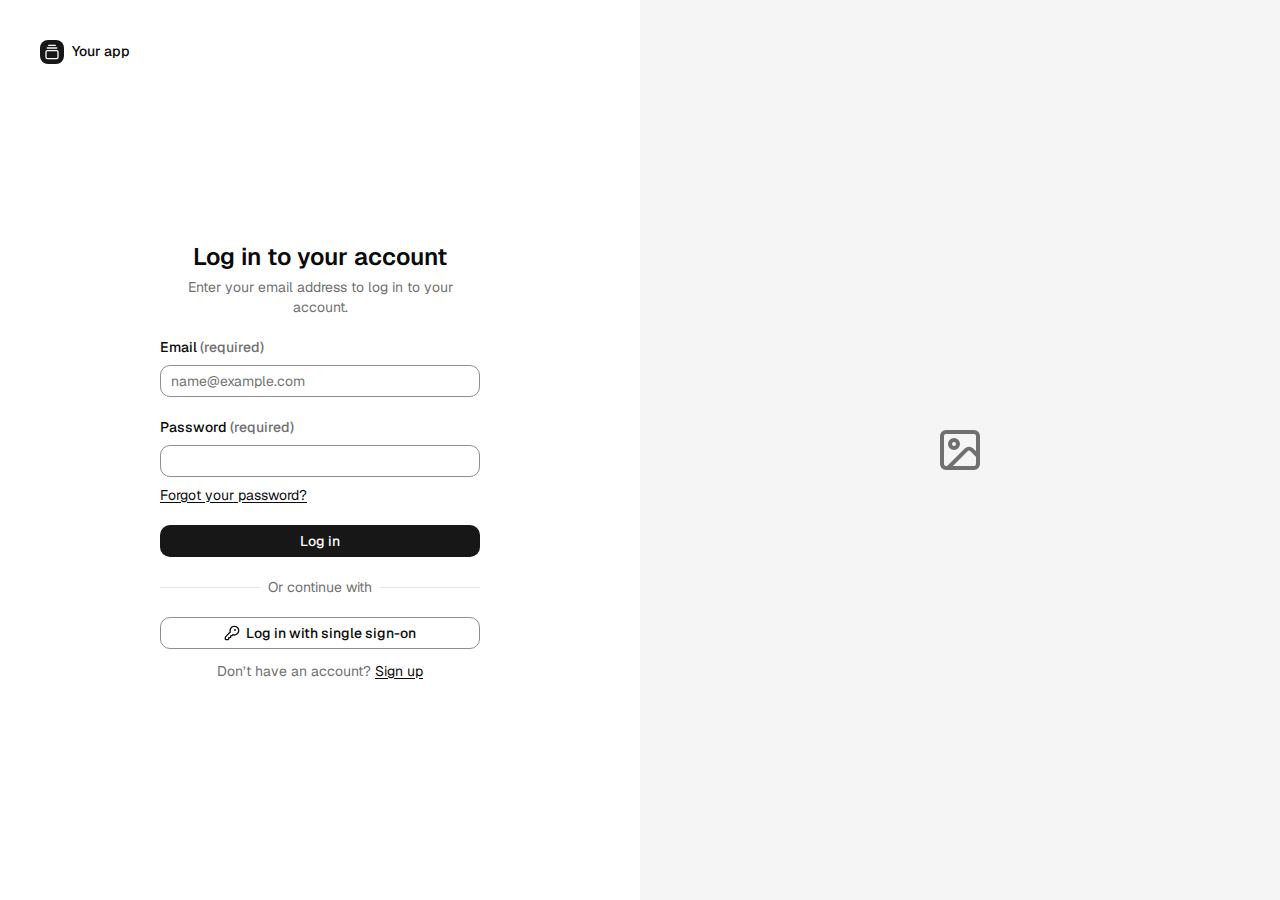 Your app
Log in to your account
Enter your email address to log in to your
account.
Email (required)
name@example.com
Password (required)
Forgot your password?
Log in
Or continue with
Log in with single sign-on
Don't have an account? Sign up